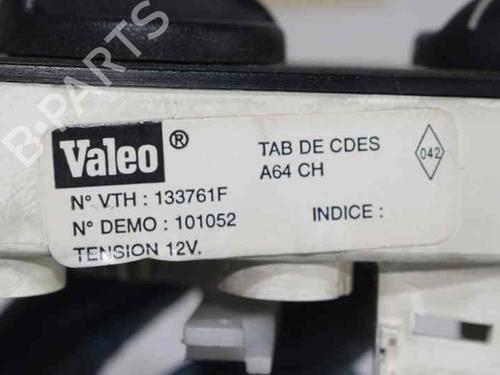 B-PARTS
Valeo ®
TAB DE CDES
A64 CH
042
N° VTH : 133761F
N° DEMO : 101052
INDICE :
TENSION 12V.